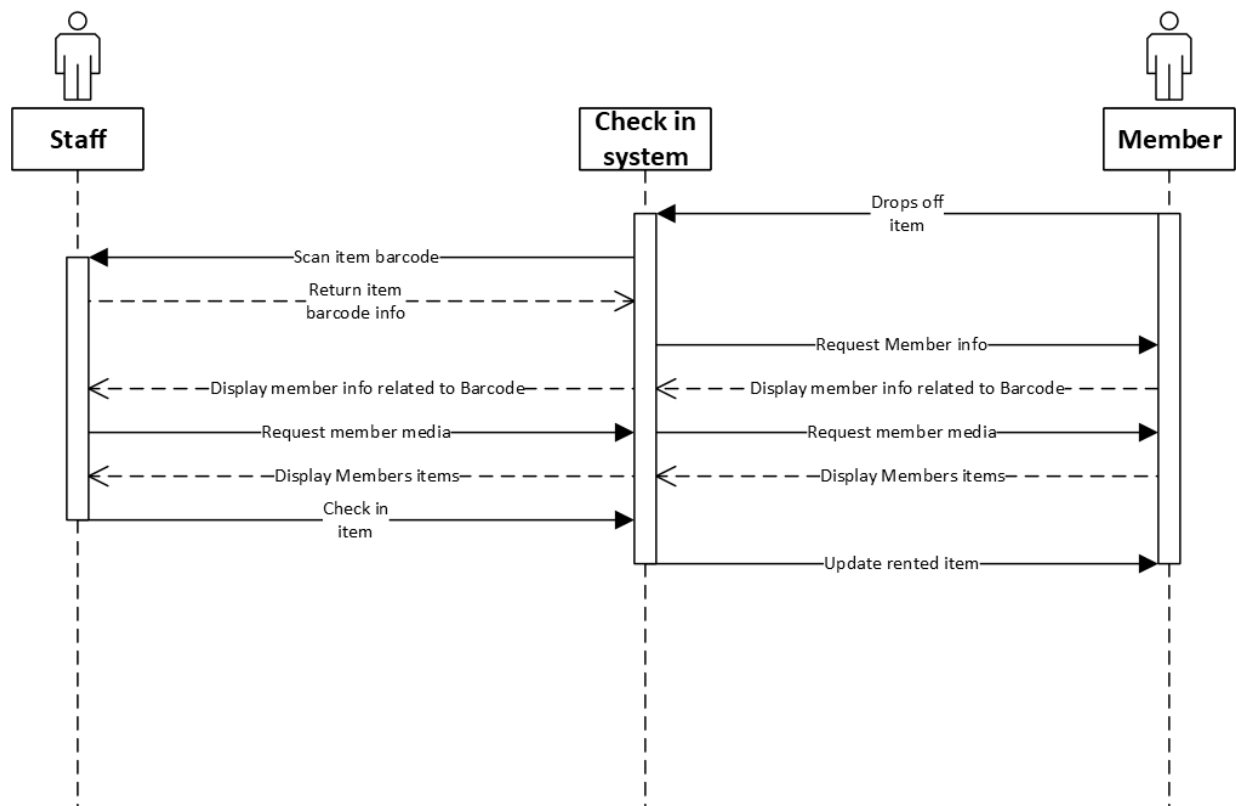 Staff
Check in
system
Member
Drops off
item
Scan item barcode
Return item
barcode info
Request Member info
Display member info related to Barcode
Display member info related to Barcode
Request member media
Request member media
Display Members items
Display Members items
Check in
item
Update rented item